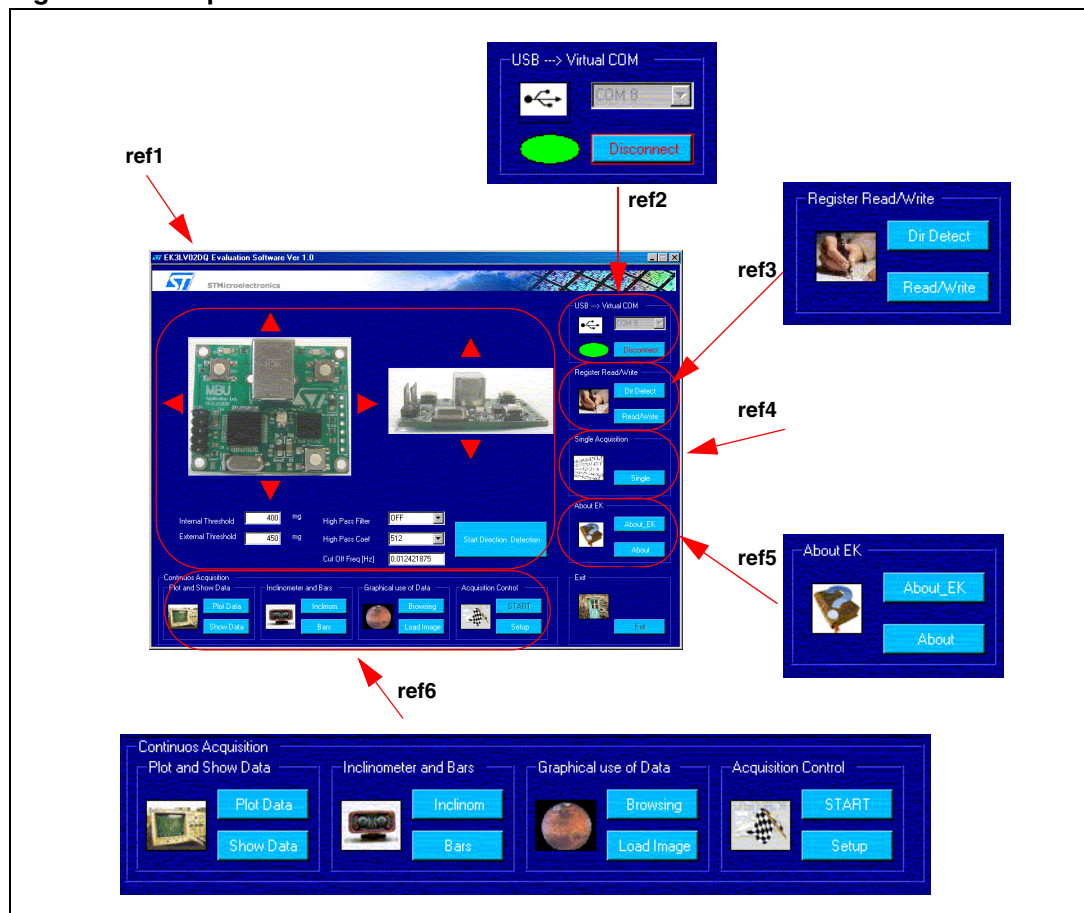 USB ---> Virtual COM
COM 8
Disconnect
ref1
ref2
Register Read/Write
Dir Detect
Read/Write
ref3
EK3LV02DQ Evaluation Software Ver 1.0
STMicroelectronics
USB ---> Virtual COM
COM 8
Disconnect
Register Read/Write
Dir Detect
Read/Write
MBU
ref4
Single Acquisition
Single
Internal Threshold 400 mg
High Pass Filter OFF
External Threshold 450 mg
High Pass Coef 512
Cut Off Freq [Hz] 0.012421875
Start Direction Detection
About EK
About_EK
About
ref5
About EK
About_EK
About
Continuos Acquisition
Plot and Show Data
Plot Data
Show Data
Inclinometer and Bars
Inclinom
Bars
Graphical use of Data
Browsing
Load Image
Acquisition Control
START
Setup
Exit
Exit
ref6
Continuos Acquisition
Plot and Show Data
Plot Data
Show Data
Inclinometer and Bars
Inclinom
Bars
Graphical use of Data
Browsing
Load Image
Acquisition Control
START
Setup